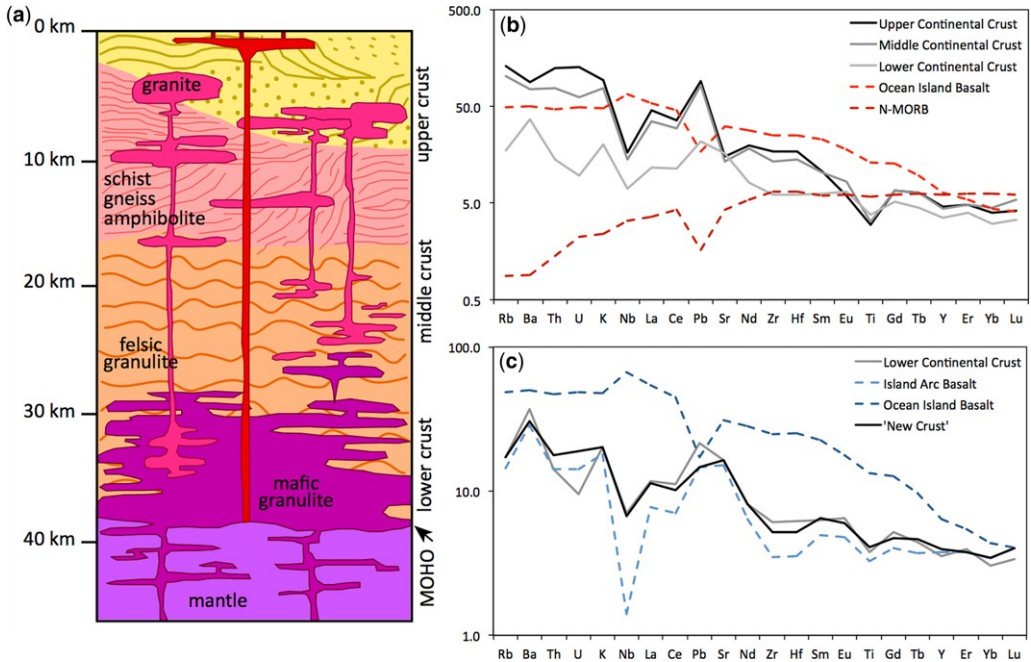 (a)
0 km
10 km
20 km
30 km
40 km
granite
schist
gneiss
amphibolite
felsic
granulite
mafic
granulite
mantle
upper crust
middle crust
lower crust
MOHO
(b)
500.0
50.0
5.0
0.5
Upper Continental Crust
Middle Continental Crust
Lower Continental Crust
Ocean Island Basalt
N-MORB
Rb Ba Th U K Nb La Ce Pb Sr Nd Zr Hf Sm Eu Ti Gd Tb Y Er Yb Lu
(c)
100.0
10.0
1.0
Lower Continental Crust
Island Arc Basalt
Ocean Island Basalt
'New Crust'
Rb Ba Th U K Nb La Ce Pb Sr Nd Zr Hf Sm Eu Ti Gd Tb Y Er Yb Lu